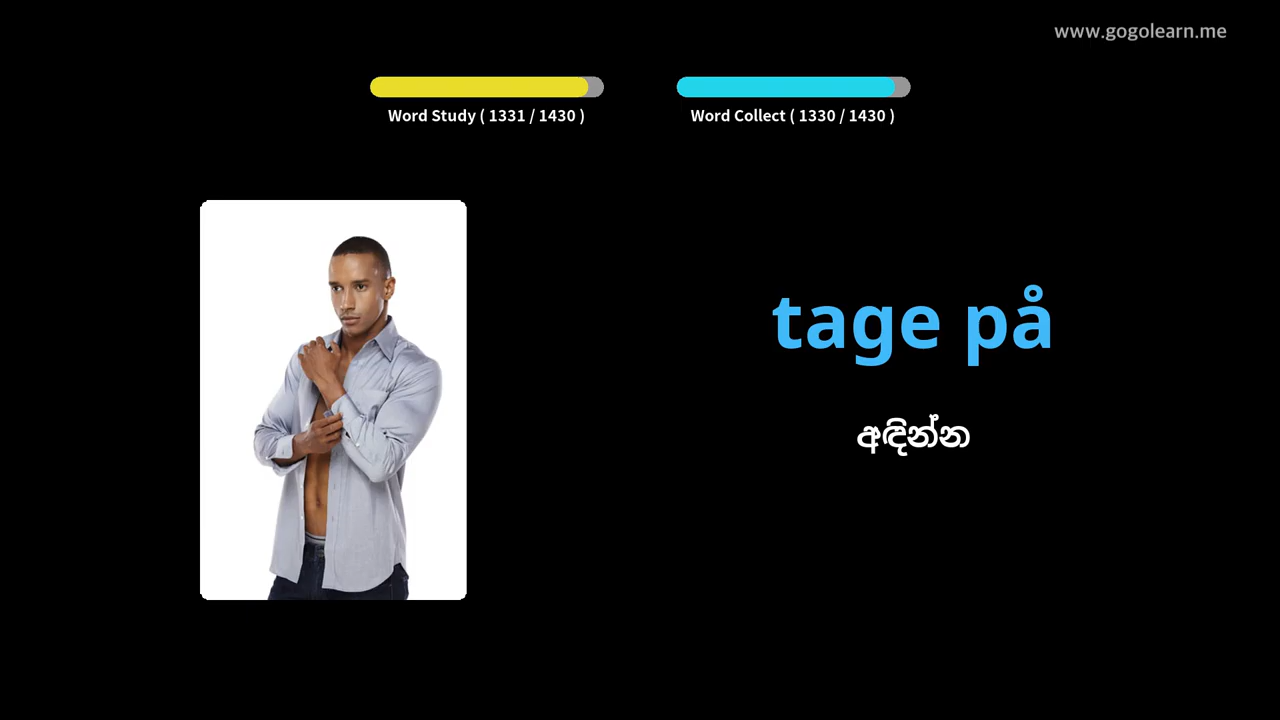 www.gogolearn.me
Word Study ( 1331 / 1430 )
Word Collect ( 1330 / 1430 )
tage på
අඳින්න